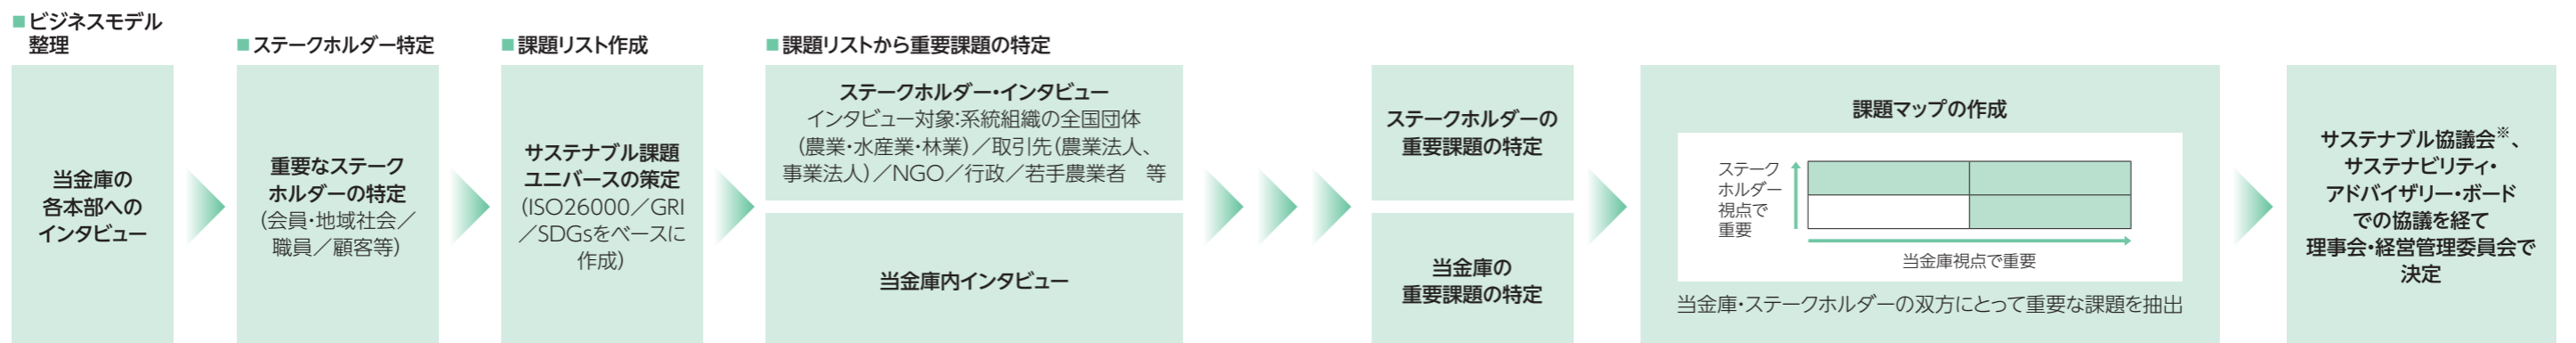 ■ビジネスモデル
整理
当金庫の
各本部への
インタビュー
■ステークホルダー特定
重要なステーク
ホルダーの特定
(会員・地域社会／
職員／顧客等)
■課題リスト作成
サステナブル課題
ユニバースの策定
(ISO26000／GRI
／SDGsをベースに
作成)
■課題リストから重要課題の特定
ステークホルダー・インタビュー
インタビュー対象：系統組織の全国団体
(農業・水産業・林業)／取引先(農業法人、
事業法人)／NGO／行政／若手農業者　等
当金庫内インタビュー
ステークホルダーの
重要課題の特定
当金庫の
重要課題の特定
課題マップの作成
ステーク
ホルダー
視点で
重要
当金庫視点で重要
当金庫・ステークホルダーの双方にとって重要な課題を抽出
サステナブル協議会※、
サステナビリティ・
アドバイザリー・ボード
での協議を経て
理事会・経営管理委員会で
決定